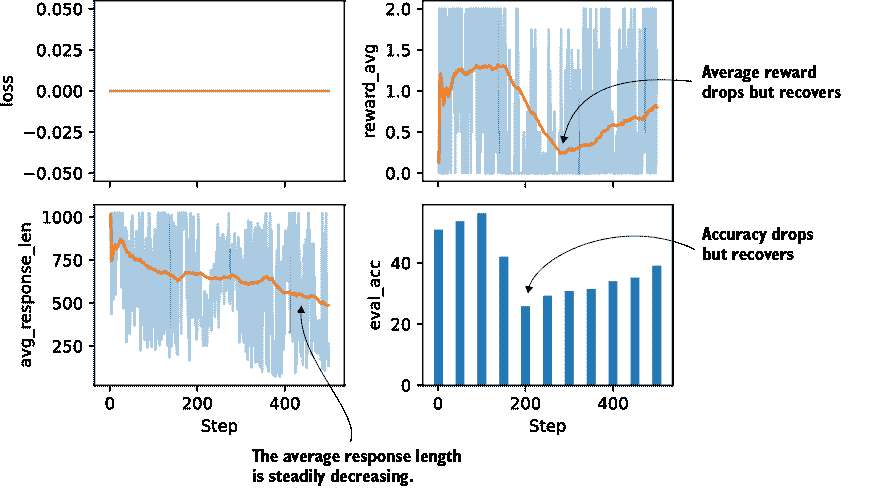 0.050
0.025
0.000
−0.025
−0.050
loss
2.0
1.5
1.0
0.5
0.0
reward_avg
Average reward
drops but recovers
1000
750
500
250
avg_response_len
0
200
400
Step
40
20
0
eval_acc
0
200
400
Step
Accuracy drops
but recovers
The average response length
is steadily decreasing.